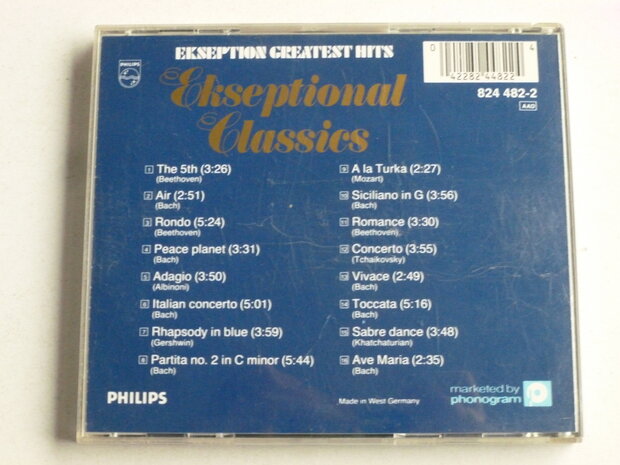 EKSEPTION GREATEST HITS
PHILIPS
Ekseptional
Classics
0 42282 44822 4
824 482-2
AAD
1 The 5th (3:26)
(Beethoven)
2 Air (2:51)
(Bach)
3 Rondo (5:24)
(Beethoven)
4 Peace planet (3:31)
(Bach)
5 Adagio (3:50)
(Albinoni)
6 Italian concerto (5:01)
(Bach)
7 Rhapsody in blue (3:59)
(Gershwin)
8 Partita no. 2 in C minor (5:44)
(Bach)
9 A la Turka (2:27)
(Mozart)
10 Siciliano in G (3:56)
(Bach)
11 Romance (3:30)
(Beethoven)
12 Concerto (3:55)
(Tchaikovsky)
13 Vivace (2:49)
(Bach)
14 Toccata (5:16)
(Bach)
15 Sabre dance (3:48)
(Khatchaturian)
16 Ave Maria (2:35)
(Bach)
PHILIPS
Made in West Germany
marketed by
phonogram